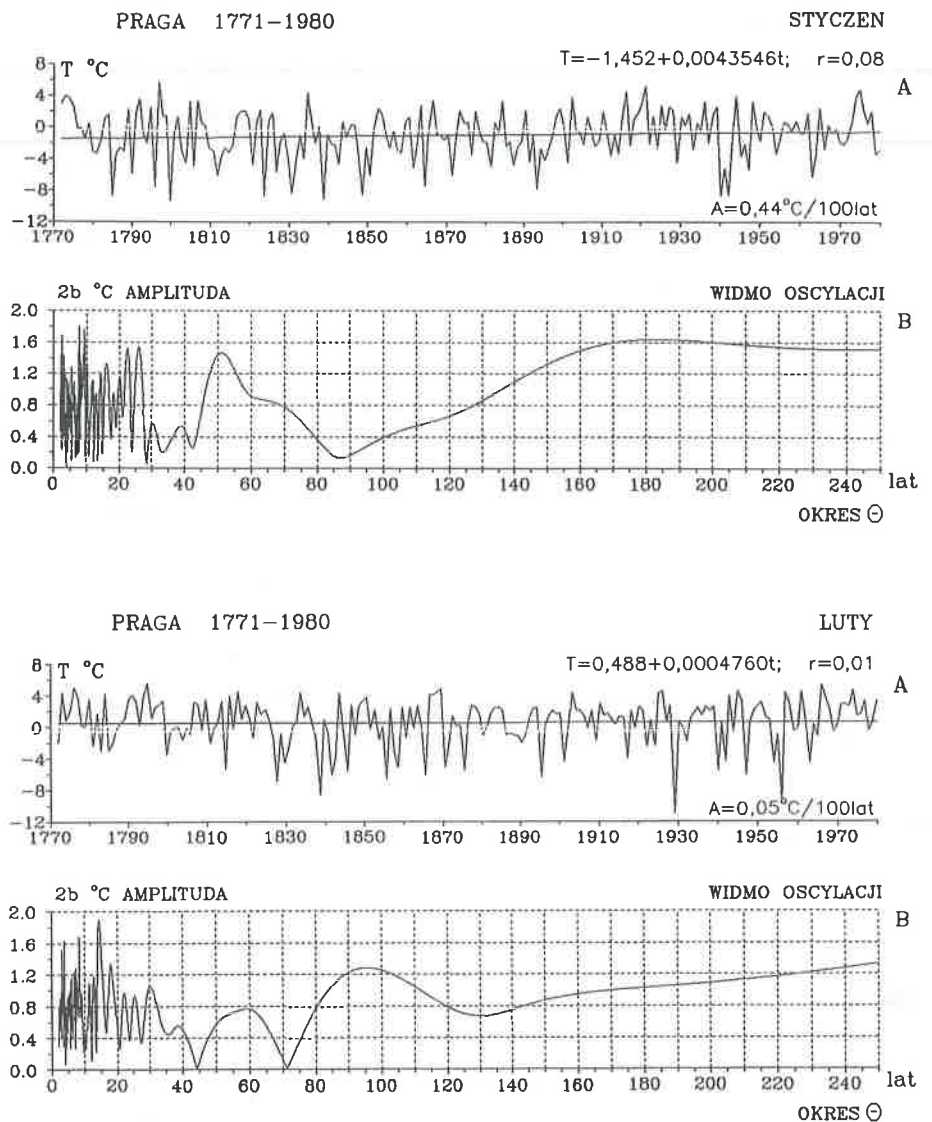 PRAGA 1771-1980 STYCZEN
T °C T=-1,452+0,0043546t; r=0,08 A
8
4
0
-4
-8
-12
A=0,44°C/100lat
1770 1790 1810 1830 1850 1870 1890 1910 1930 1950 1970
2b °C AMPLITUDA WIDMO OSCYLACJI
B
2.0
1.6
1.2
0.8
0.4
0.0
0 20 40 60 80 100 120 140 160 180 200 220 240 lat
OKRES Θ
PRAGA 1771-1980 LUTY
T °C T=0,488+0,0004760t; r=0,01 A
8
4
0
-4
-8
-12
A=0,05°C/100lat
1770 1790 1810 1830 1850 1870 1890 1910 1930 1950 1970
2b °C AMPLITUDA WIDMO OSCYLACJI
B
2.0
1.6
1.2
0.8
0.4
0.0
0 20 40 60 80 100 120 140 160 180 200 220 240 lat
OKRES Θ